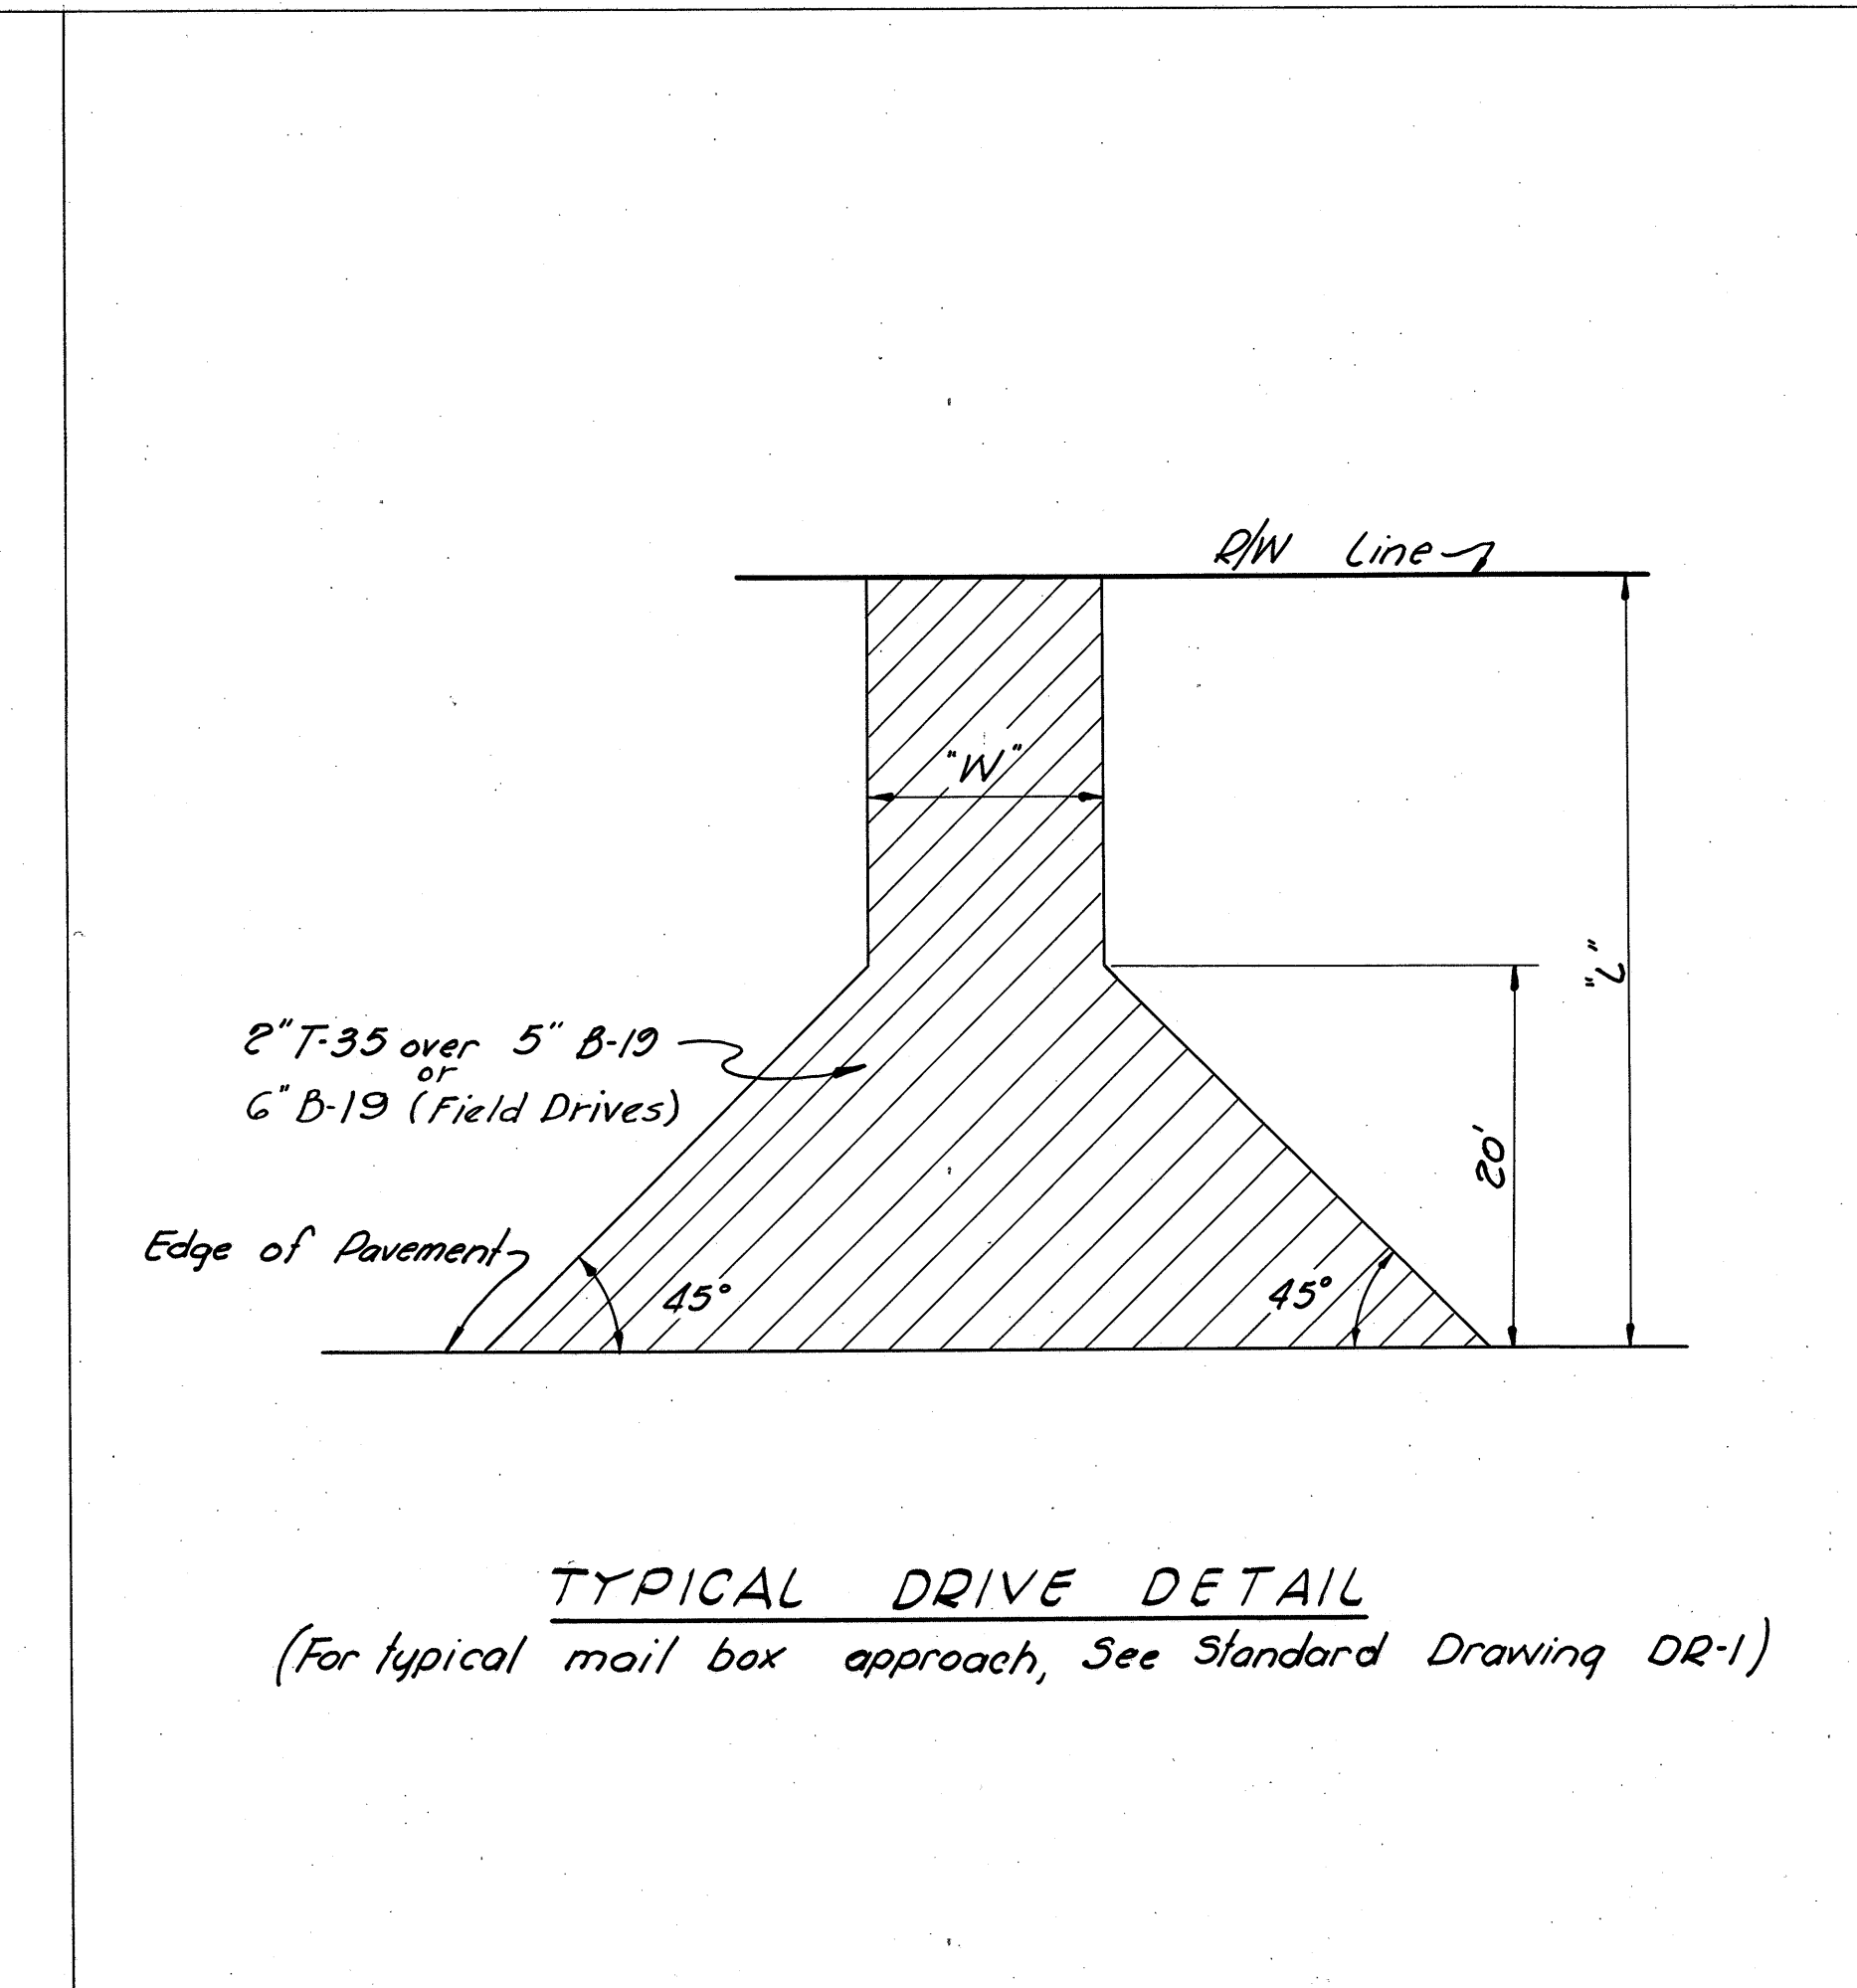 R/W Line
"W"
"L"
2" T-35 over 5" B-19
or
6" B-19 (Field Drives)
20'
Edge of Pavement
45°
45°
TYPICAL DRIVE DETAIL
(For typical mail box approach, See Standard Drawing DR-1)